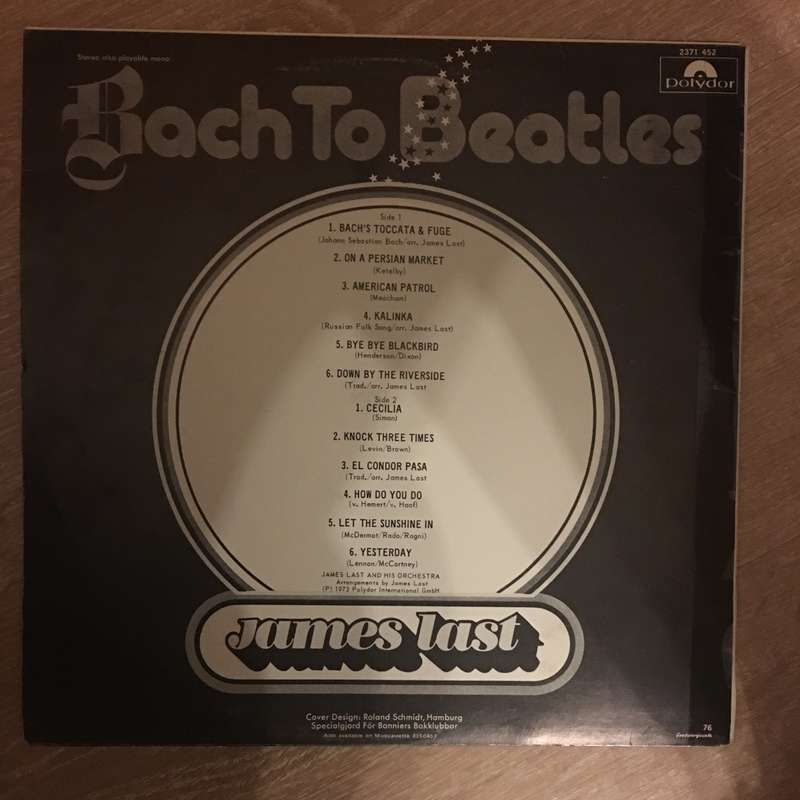 Stereo also playable mono
2371 452
Polydor
Bach To Beatles
Side 1
1. BACH'S TOCCATA & FUGE
(Johann Sebastian Bach/arr. James Last)
2. ON A PERSIAN MARKET
(Ketelby)
3. AMERICAN PATROL
(Meacham)
4. KALINKA
(Russian Folk Song/arr. James Last)
5. BYE BYE BLACKBIRD
(Henderson/Dixon)
6. DOWN BY THE RIVERSIDE
(Trad./arr. James Last
Side 2
1. CECILIA
(Simon)
2. KNOCK THREE TIMES
(Levin/Brown)
3. EL CONDOR PASA
(Trad./arr. James Last
4. HOW DO YOU DO
(v. Hemert/v. Hoof)
5. LET THE SUNSHINE IN
(McDermot/Rado/Ragni)
6. YESTERDAY
(Lennon/McCartney)
JAMES LAST AND HIS ORCHESTRA
Arrangements by James Last
(P) 1973 Polydor International GmbH
james last
Cover Design: Roland Schmidt, Hamburg
Specialgjord För Bonniers Bokklubbar
Also available on Musicassette
76